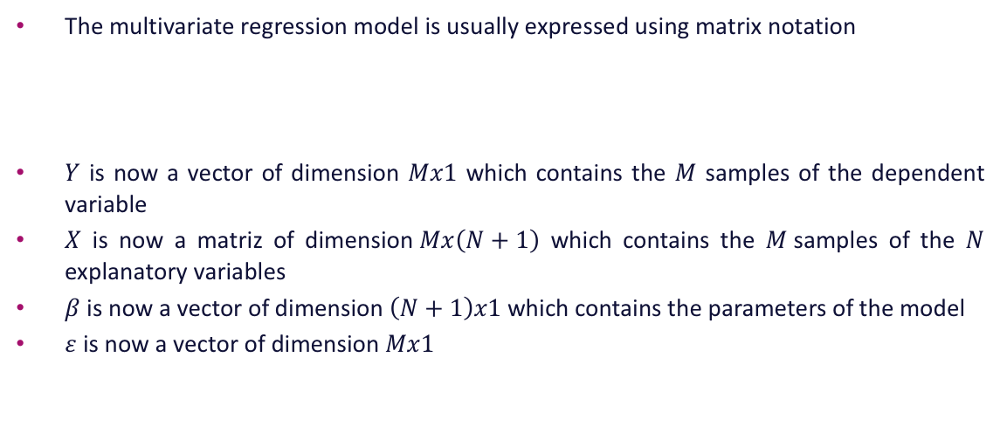 • The multivariate regression model is usually expressed using matrix notation
• Y is now a vector of dimension Mx1 which contains the M samples of the dependent
variable
• X is now a matriz of dimension Mx(N + 1) which contains the M samples of the N
explanatory variables
• β is now a vector of dimension (N + 1)x1 which contains the parameters of the model
• ε is now a vector of dimension Mx1